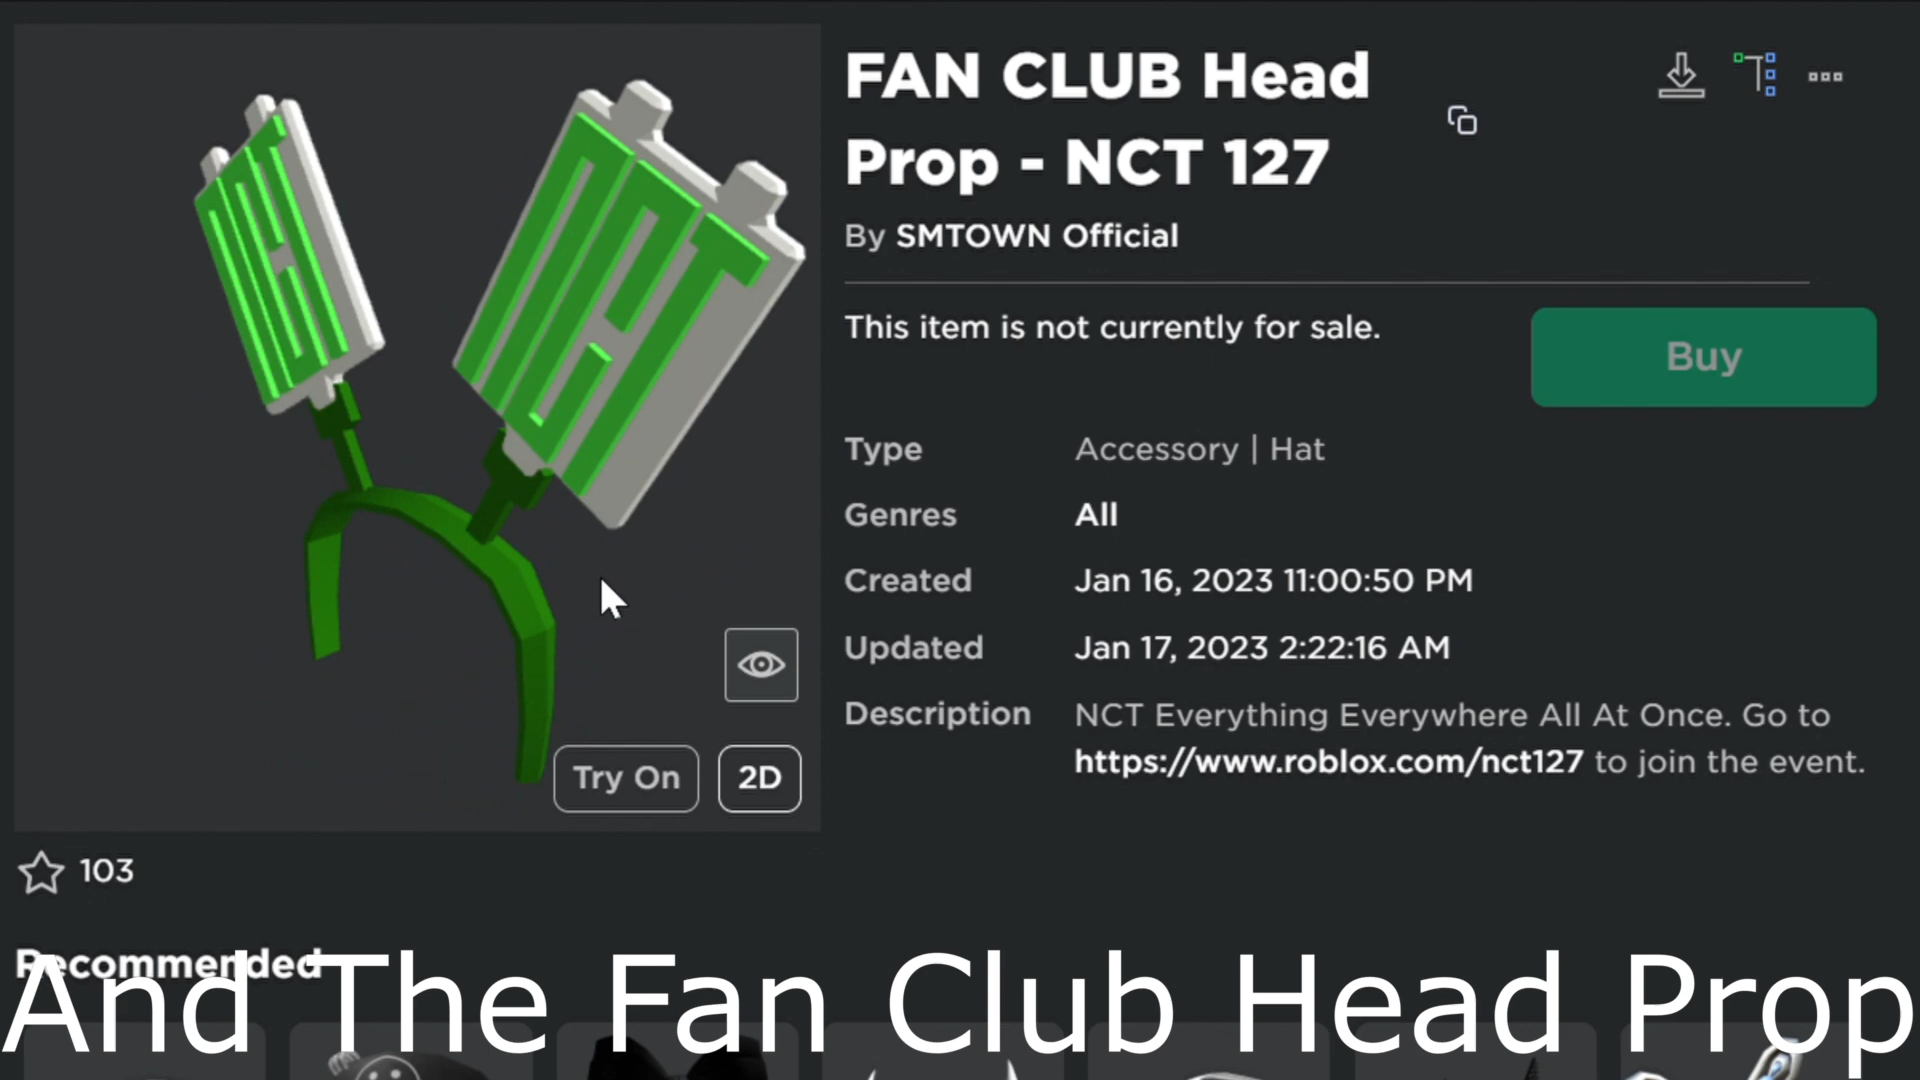 FAN CLUB Head
Prop - NCT 127
By SMTOWN Official
This item is not currently for sale.
Buy
Type Accessory | Hat
Genres All
Created Jan 16, 2023 11:00:50 PM
Updated Jan 17, 2023 2:22:16 AM
Description NCT Everything Everywhere All At Once. Go to
https://www.roblox.com/nct127 to join the event.
NCT
NCT
Try On
2D
103
Recommended
And The Fan Club Head Prop